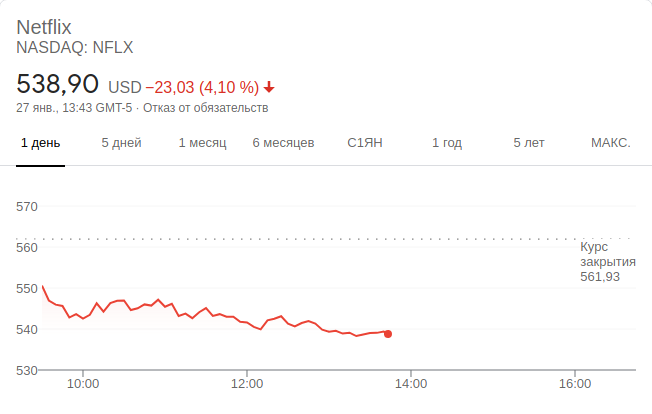 Netflix
NASDAQ: NFLX
538,90 USD −23,03 (4,10 %)
27 янв., 13:43 GMT-5 · Отказ от обязательств
1 день 5 дней 1 месяц 6 месяцев С1ЯН 1 год 5 лет МАКС.
570
560
Курс
закрытия
561,93
550
540
530
10:00 12:00 14:00 16:00